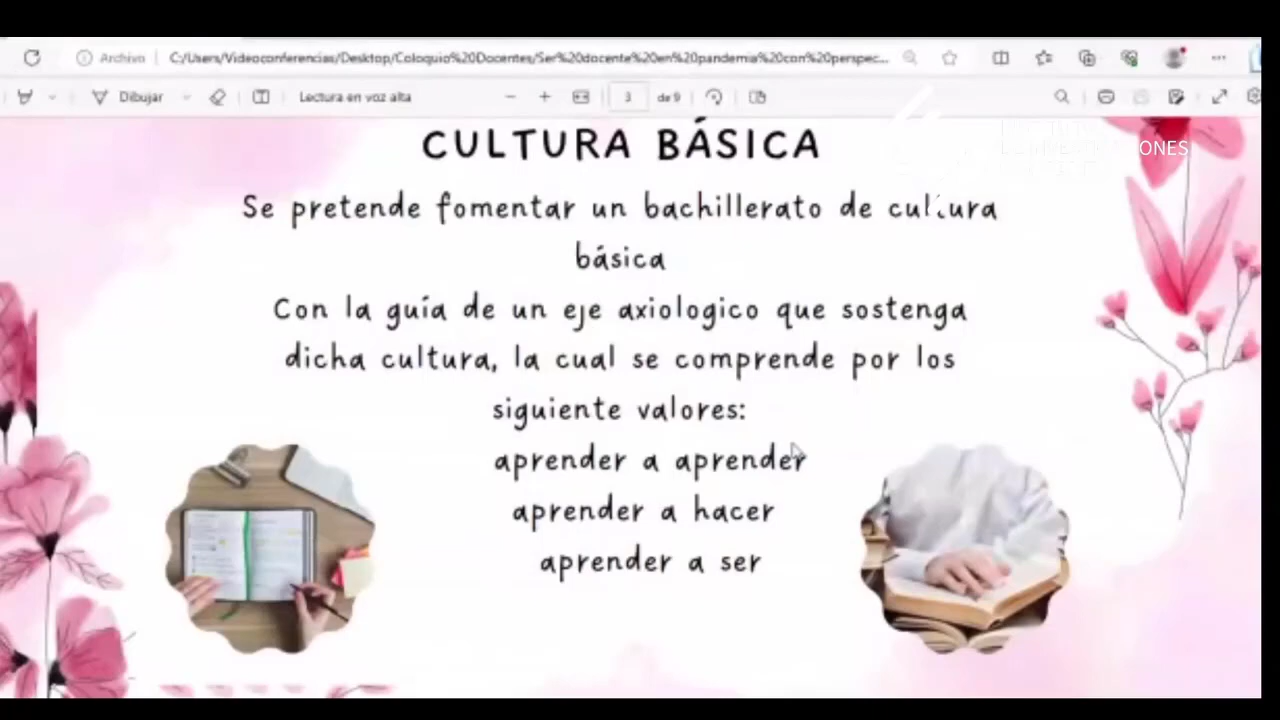 Archivo
C:/Users/Videoconferencias/Desktop/Coloquio%20Docentes/Ser%20docente%20en%20pandemia%20con%20perspec...
Dibujar
Lectura en voz alta
3
de 9
CULTURA BÁSICA
ONES
Se pretende fomentar un bachillerato de cultura
básica
Con la guía de un eje axiologico que sostenga
dicha cultura, la cual se comprende por los
siguiente valores:
aprender a aprender
aprender a hacer
aprender a ser